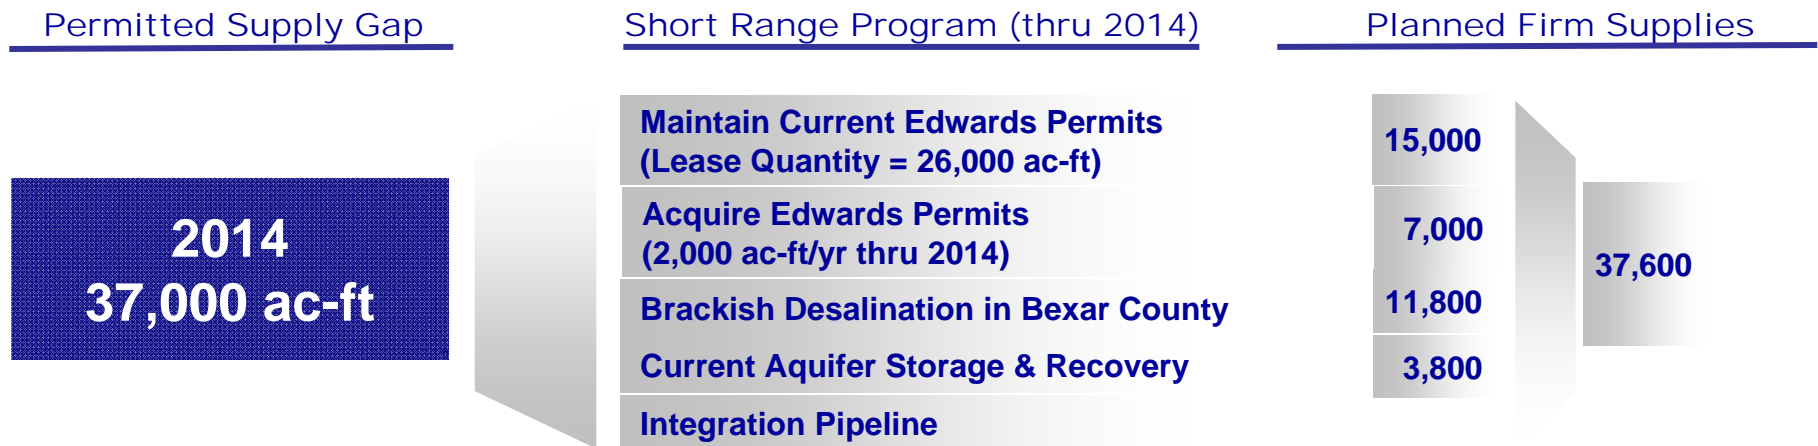 Permitted Supply Gap
Short Range Program (thru 2014)
Planned Firm Supplies
2014
37,000 ac-ft
Maintain Current Edwards Permits
(Lease Quantity = 26,000 ac-ft)
Acquire Edwards Permits
(2,000 ac-ft/yr thru 2014)
Brackish Desalination in Bexar County
Current Aquifer Storage & Recovery
Integration Pipeline
15,000
7,000
11,800
3,800
37,600